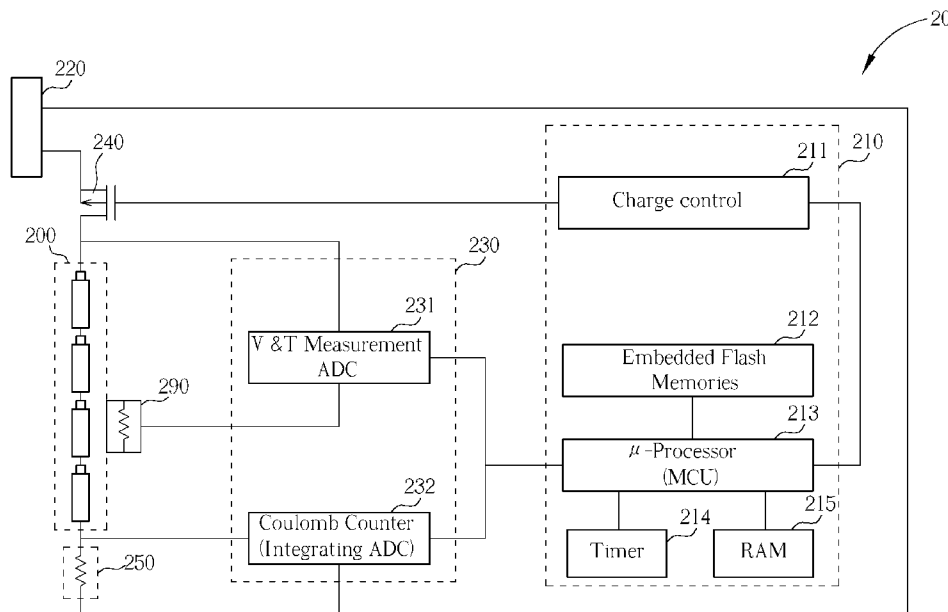 20
220
240
211
210
Charge control
200
230
231
V &T Measurement
ADC
212
Embedded Flash
Memories
290
213
μ-Processor
(MCU)
232
Coulomb Counter
(Integrating ADC)
214
215
Timer
RAM
250